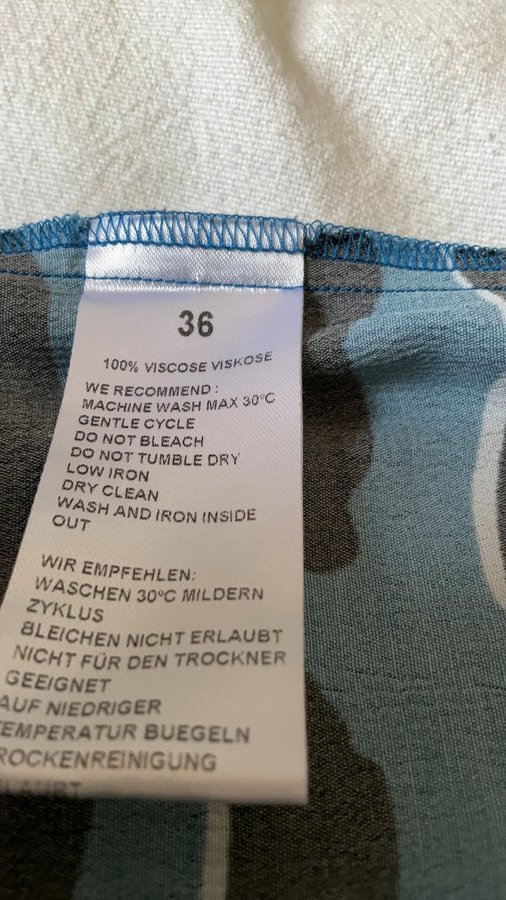 36
100% VISCOSE VISKOSE
WE RECOMMEND :
MACHINE WASH MAX 30°C
GENTLE CYCLE
DO NOT BLEACH
DO NOT TUMBLE DRY
LOW IRON
DRY CLEAN
WASH AND IRON INSIDE
OUT
WIR EMPFEHLEN:
WASCHEN 30°C MILDERN
ZYKLUS
BLEICHEN NICHT ERLAUBT
NICHT FÜR DEN TROCKNER
GEEIGNET
AUF NIEDRIGER
TEMPERATUR BUEGELN
ROCKENREINIGUNG